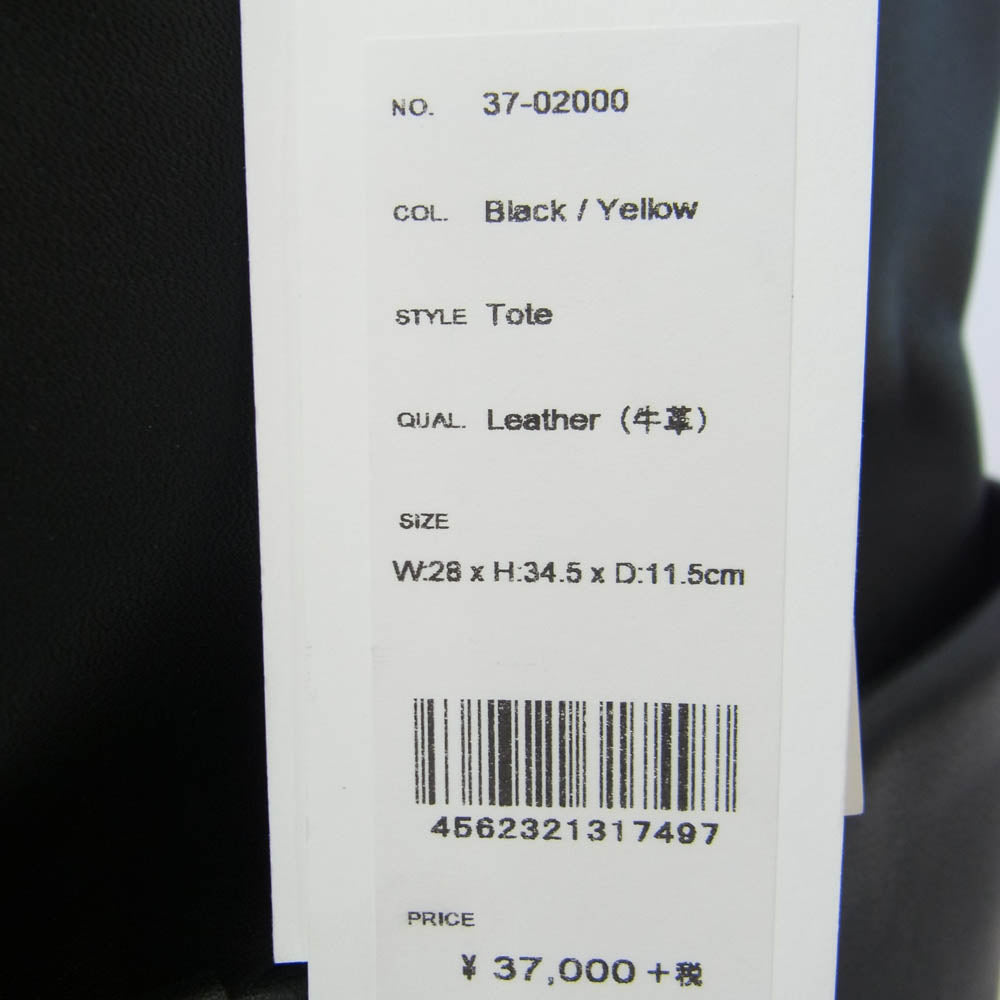 NO. 37-02000
COL. Black / Yellow
STYLE Tote
QUAL. Leather（牛革）
SIZE
W:28 x H:34.5 x D:11.5cm
4562321317497
PRICE
¥ 37,000＋税